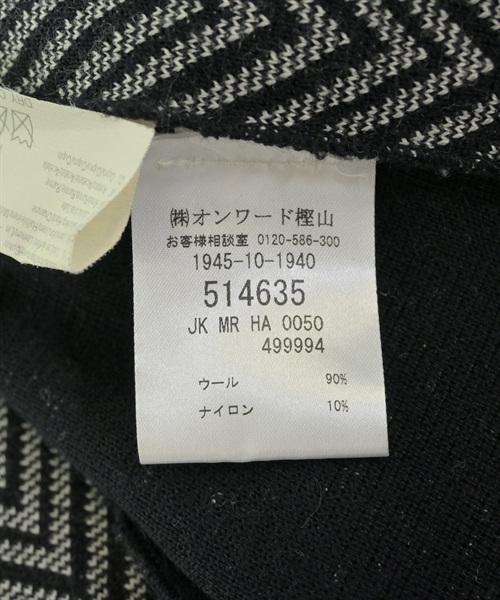 ㈱オンワード樫山
お客様相談室 0120-586-300
1945-10-1940
514635
JK MR HA 0050
499994
ウール 90%
ナイロン 10%